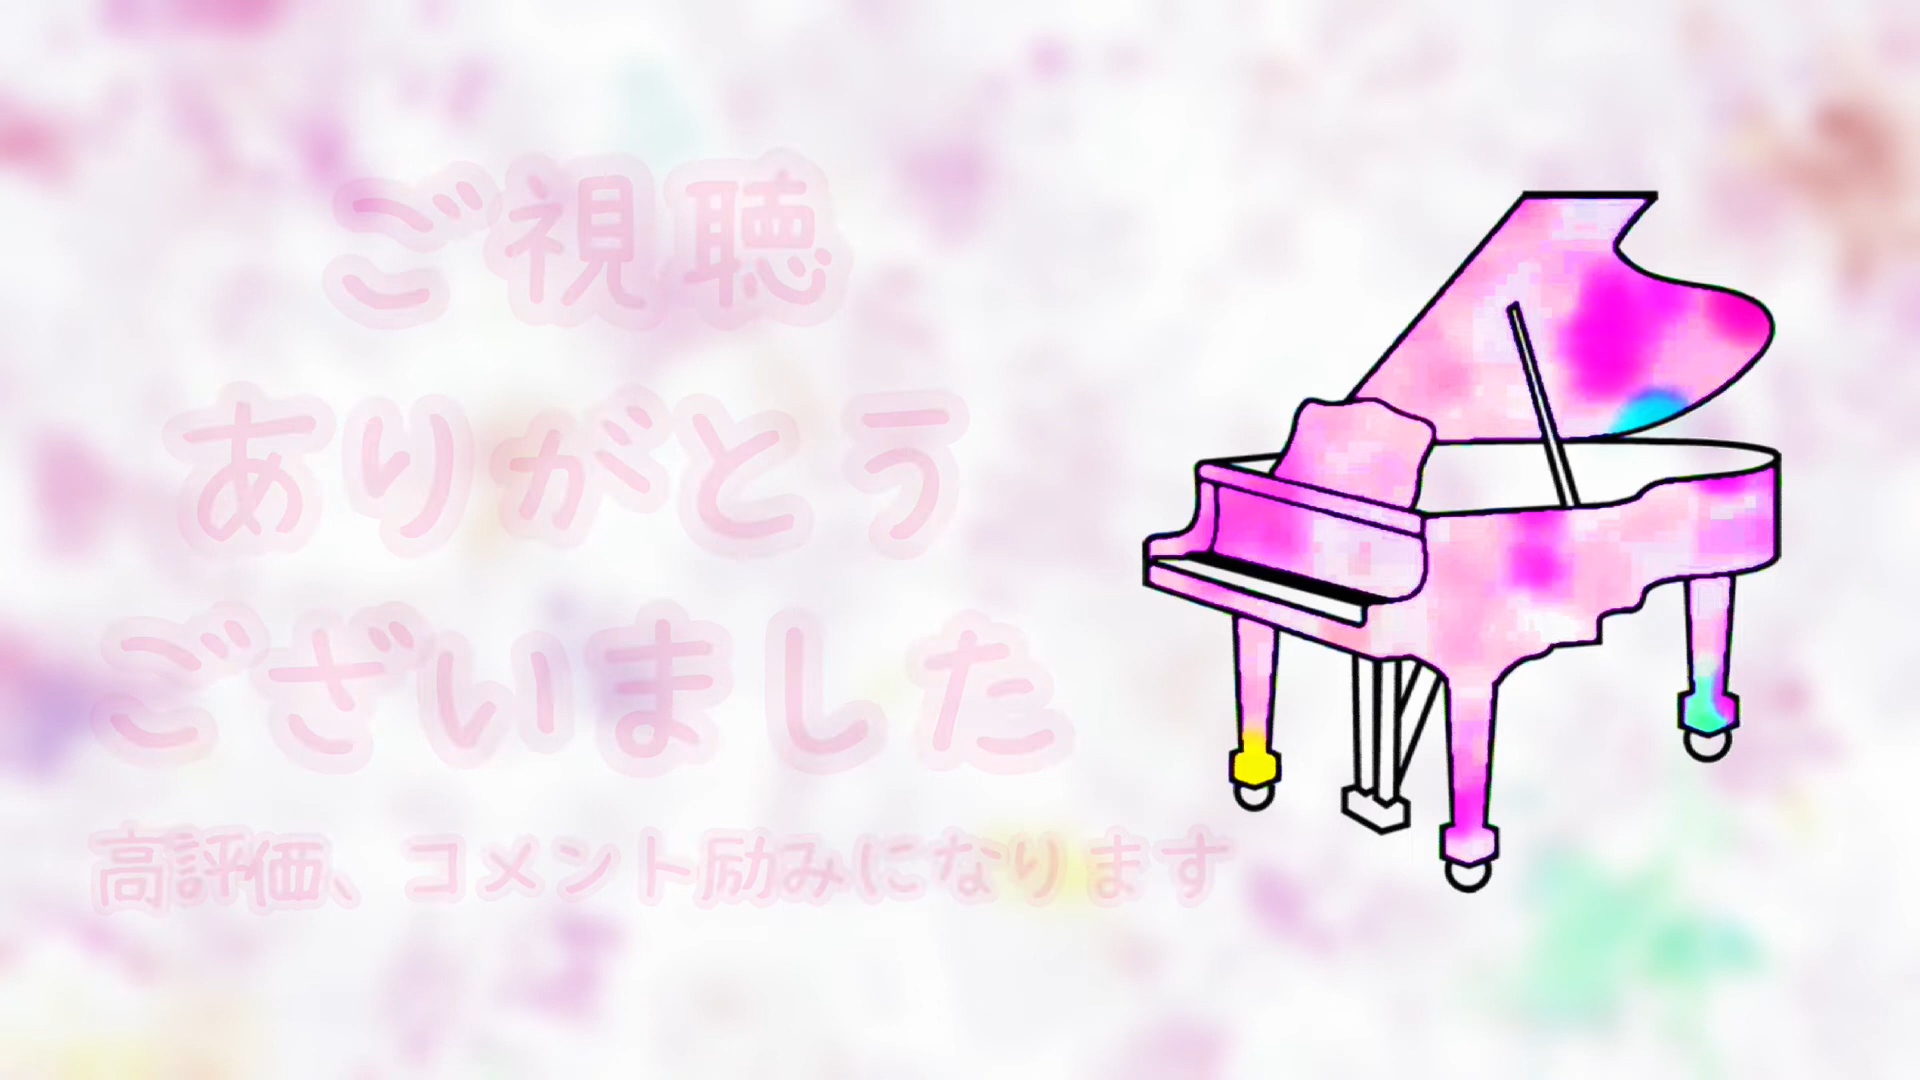 ご視聴
ありがとう
ございました
高評価、コメント励みになります